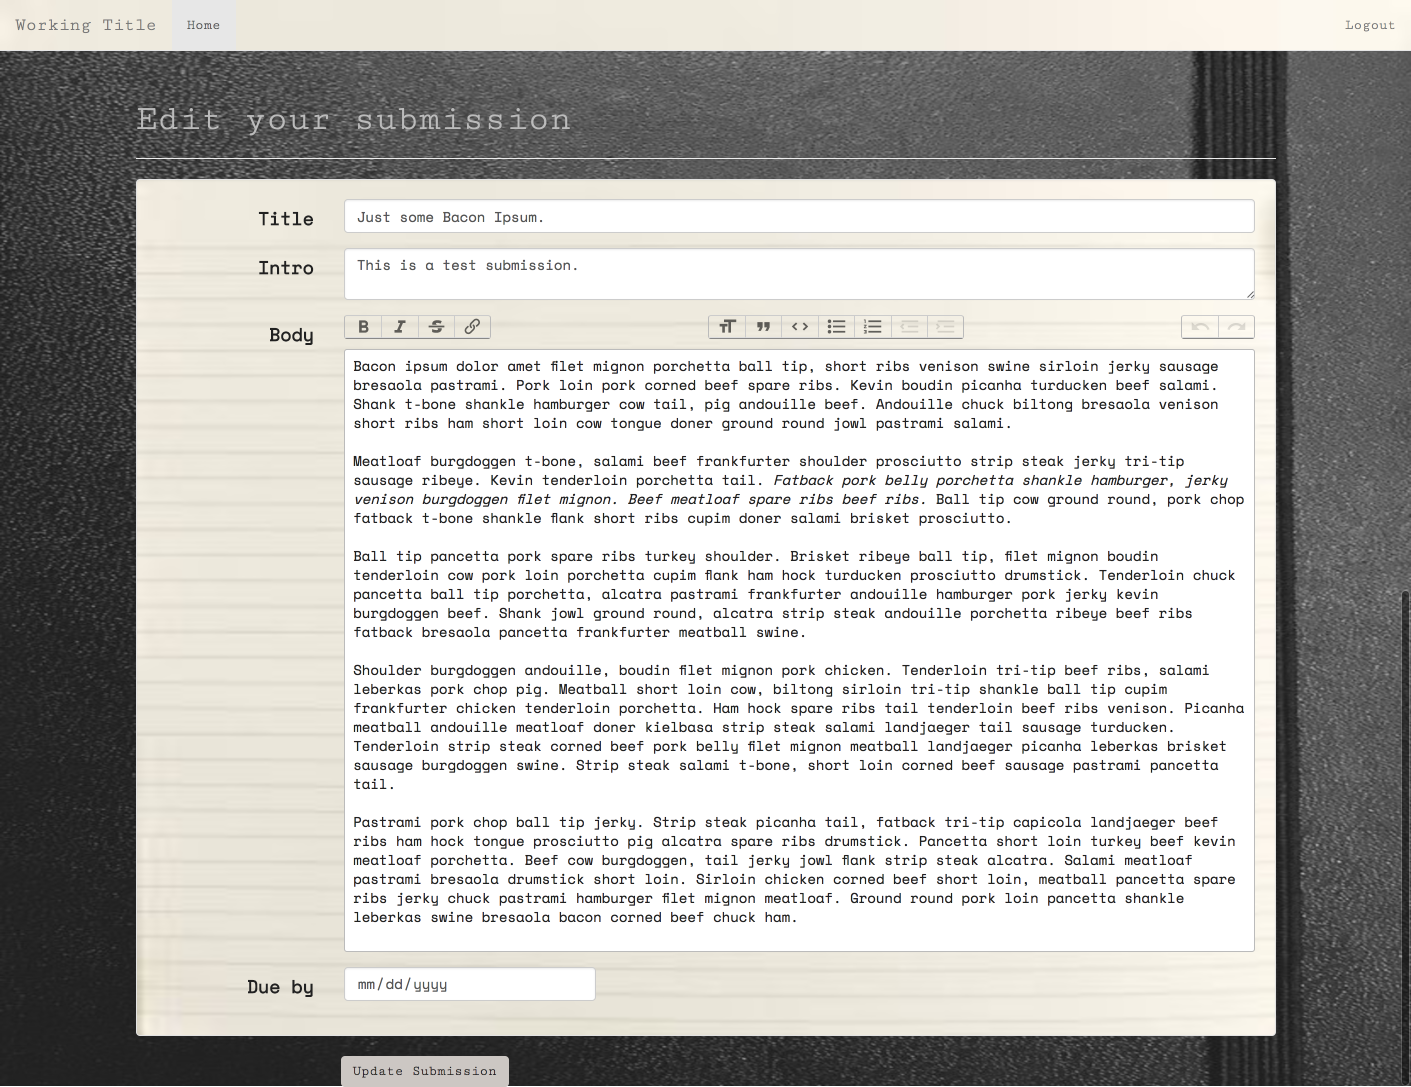 Working Title
Home
Logout
Edit your submission
Title
Just some Bacon Ipsum.
Intro
This is a test submission.
Body
Bacon ipsum dolor amet filet mignon porchetta ball tip, short ribs venison swine sirloin jerky sausage
bresaola pastrami. Pork loin pork corned beef spare ribs. Kevin boudin picanha turducken beef salami.
Shank t-bone shankle hamburger cow tail, pig andouille beef. Andouille chuck biltong bresaola venison
short ribs ham short loin cow tongue doner ground round jowl pastrami salami.
Meatloaf burgdoggen t-bone, salami beef frankfurter shoulder prosciutto strip steak jerky tri-tip
sausage ribeye. Kevin tenderloin porchetta tail. Fatback pork belly porchetta shankle hamburger, jerky
venison burgdoggen filet mignon. Beef meatloaf spare ribs beef ribs. Ball tip cow ground round, pork chop
fatback t-bone shankle flank short ribs cupim doner salami brisket prosciutto.
Ball tip pancetta pork spare ribs turkey shoulder. Brisket ribeye ball tip, filet mignon boudin
tenderloin cow pork loin porchetta cupim flank ham hock turducken prosciutto drumstick. Tenderloin chuck
pancetta ball tip porchetta, alcatra pastrami frankfurter andouille hamburger pork jerky kevin
burgdoggen beef. Shank jowl ground round, alcatra strip steak andouille porchetta ribeye beef ribs
fatback bresaola pancetta frankfurter meatball swine.
Shoulder burgdoggen andouille, boudin filet mignon pork chicken. Tenderloin tri-tip beef ribs, salami
leberkas pork chop pig. Meatball short loin cow, biltong sirloin tri-tip shankle ball tip cupim
frankfurter chicken tenderloin porchetta. Ham hock spare ribs tail tenderloin beef ribs venison. Picanha
meatball andouille meatloaf doner kielbasa strip steak salami landjaeger tail sausage turducken.
Tenderloin strip steak corned beef pork belly filet mignon meatball landjaeger picanha leberkas brisket
sausage burgdoggen swine. Strip steak salami t-bone, short loin corned beef sausage pastrami pancetta
tail.
Pastrami pork chop ball tip jerky. Strip steak picanha tail, fatback tri-tip capicola landjaeger beef
ribs ham hock tongue prosciutto pig alcatra spare ribs drumstick. Pancetta short loin turkey beef kevin
meatloaf porchetta. Beef cow burgdoggen, tail jerky jowl flank strip steak alcatra. Salami meatloaf
pastrami bresaola drumstick short loin. Sirloin chicken corned beef short loin, meatball pancetta spare
ribs jerky chuck pastrami hamburger filet mignon meatloaf. Ground round pork loin pancetta shankle
leberkas swine bresaola bacon corned beef chuck ham.
Due by
mm/dd/yyyy
Update Submission